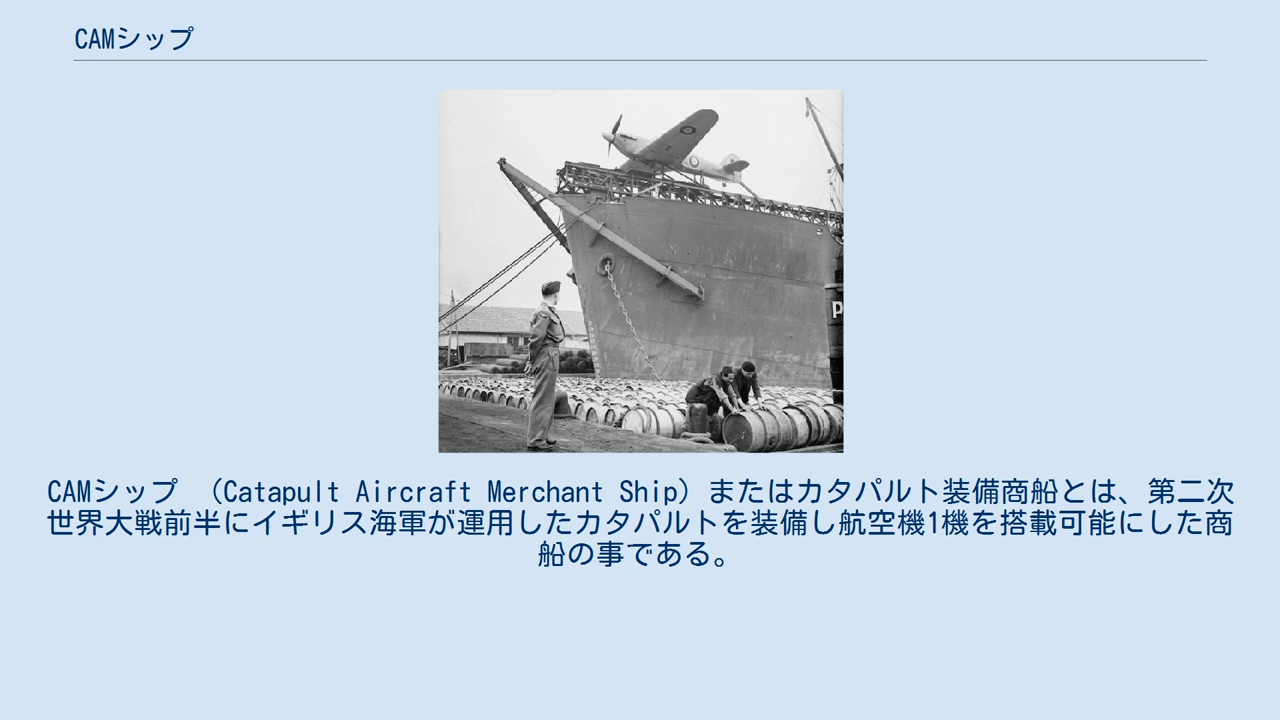 CAMシップ
P
CAMシップ （Catapult Aircraft Merchant Ship）またはカタパルト装備商船とは、第二次
世界大戦前半にイギリス海軍が運用したカタパルトを装備し航空機1機を搭載可能にした商
船の事である。